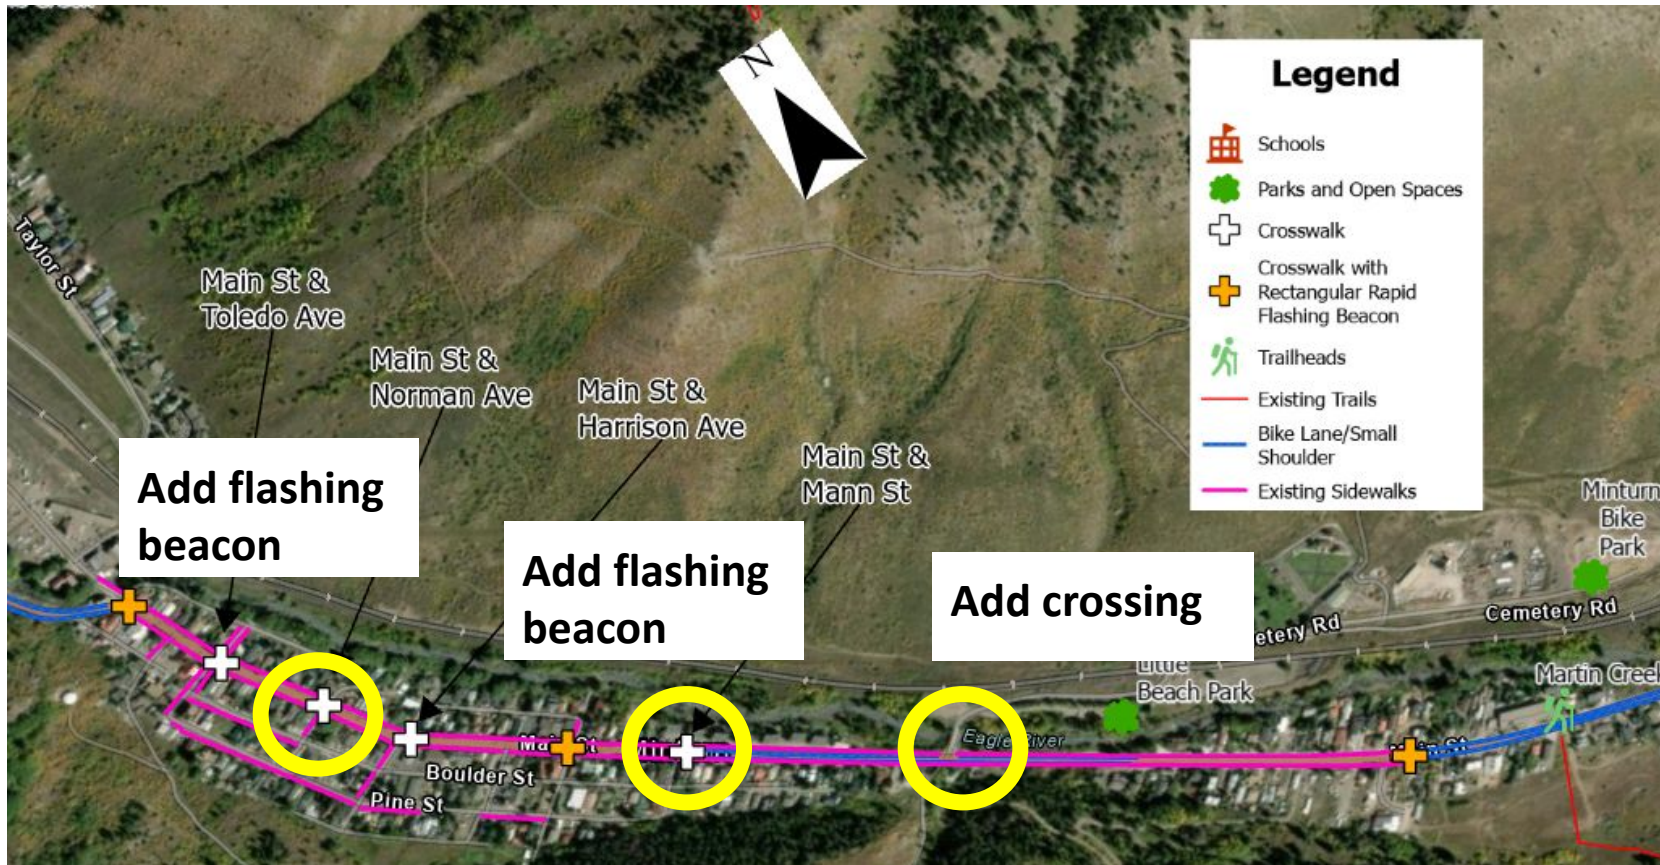 N
Legend
Schools
Parks and Open Spaces
Crosswalk
Crosswalk with
Rectangular Rapid
Flashing Beacon
Trailheads
Existing Trails
Bike Lane/Small
Shoulder
Existing Sidewalks
Taylor St
Main St &
Toledo Ave
Main St &
Norman Ave
Main St &
Harrison Ave
Main St &
Mann St
Add flashing
beacon
Add flashing
beacon
Add crossing
Minturn
Bike
Park
Cemetery Rd
etery Rd
Little
Beach Park
Martin Creek
Eagle River
Boulder St
Pine St